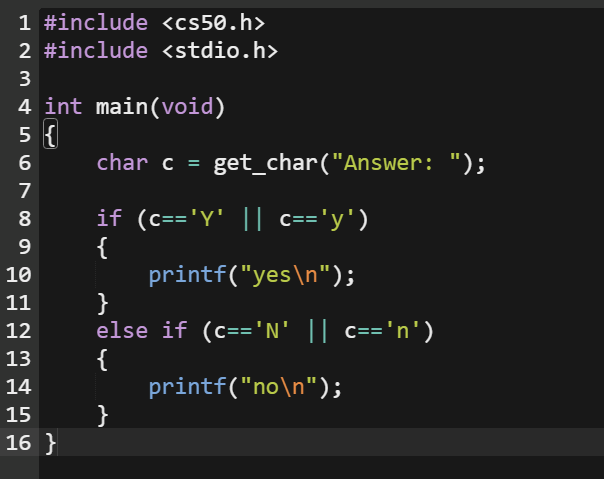 1 #include <cs50.h>
2 #include <stdio.h>
3
4 int main(void)
5 {
6     char c = get_char("Answer: ");
7
8     if (c=='Y' || c=='y')
9     {
10         printf("yes\n");
11     }
12     else if (c=='N' || c=='n')
13     {
14         printf("no\n");
15     }
16 }